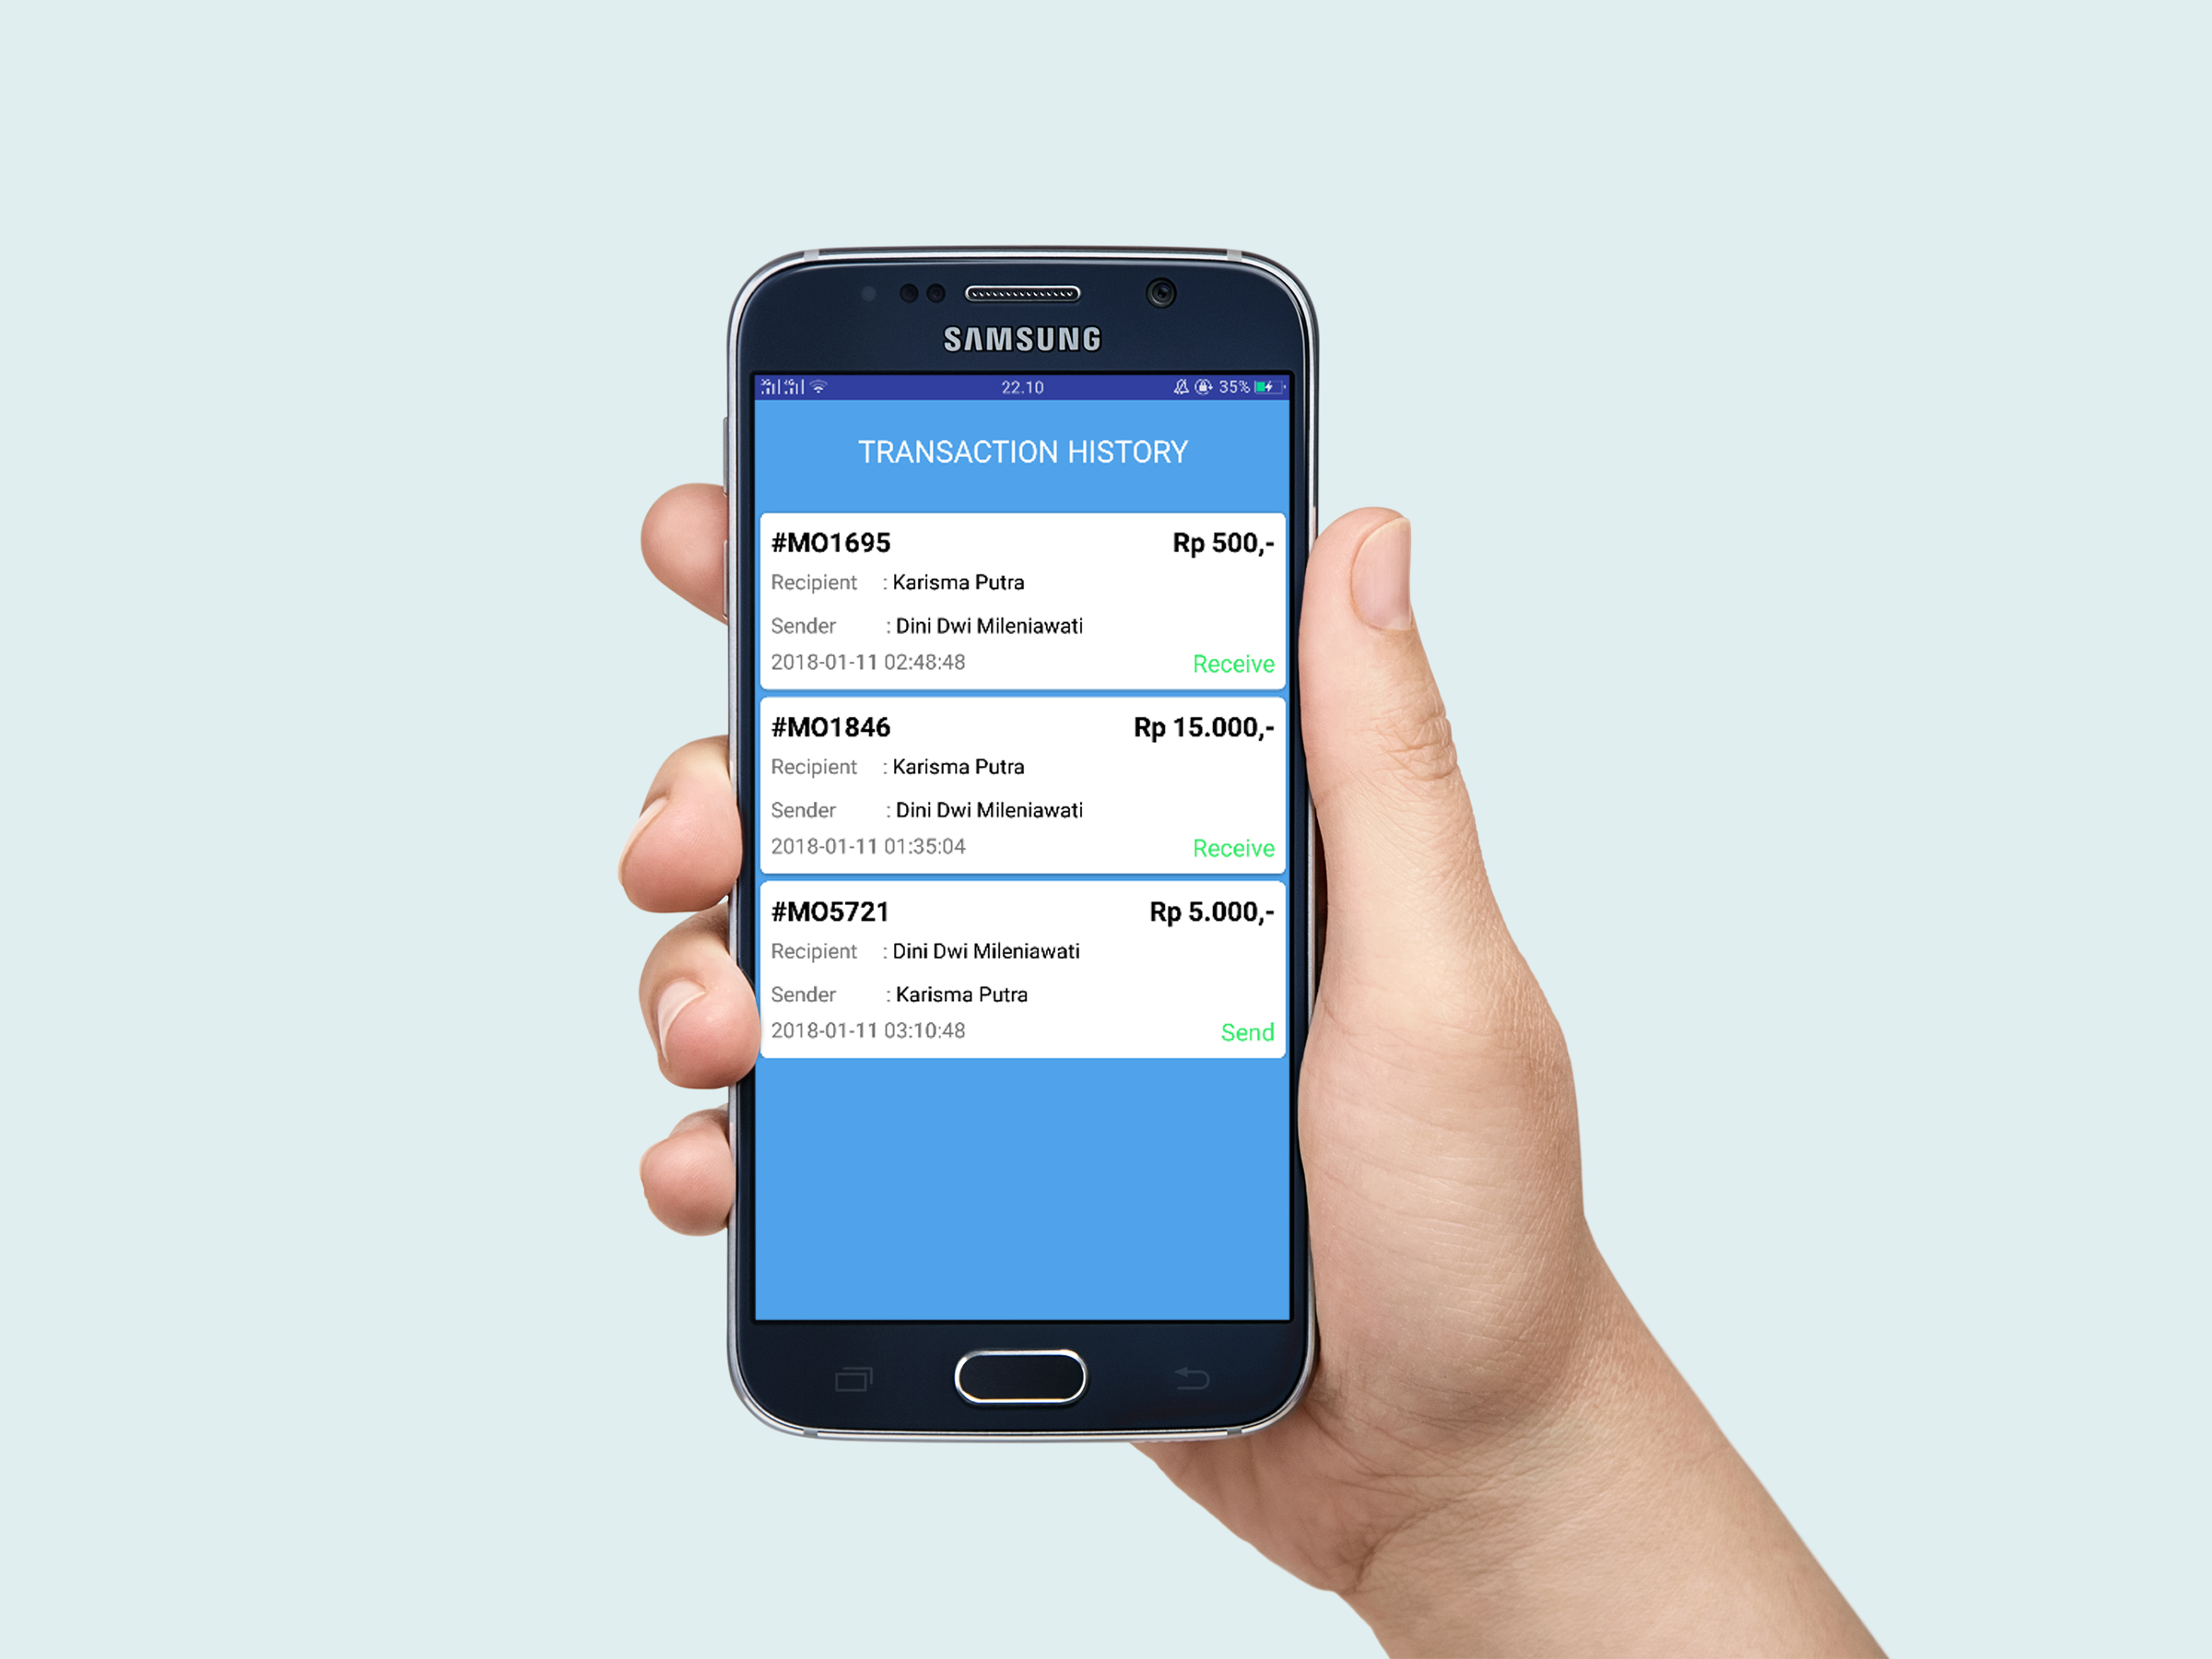 SAMSUNG
3G 4G 22.10 35%
TRANSACTION HISTORY
#MO1695 Rp 500,-
Recipient : Karisma Putra
Sender : Dini Dwi Mileniawati
2018-01-11 02:48:48 Receive
#MO1846 Rp 15.000,-
Recipient : Karisma Putra
Sender : Dini Dwi Mileniawati
2018-01-11 01:35:04 Receive
#MO5721 Rp 5.000,-
Recipient : Dini Dwi Mileniawati
Sender : Karisma Putra
2018-01-11 03:10:48 Send